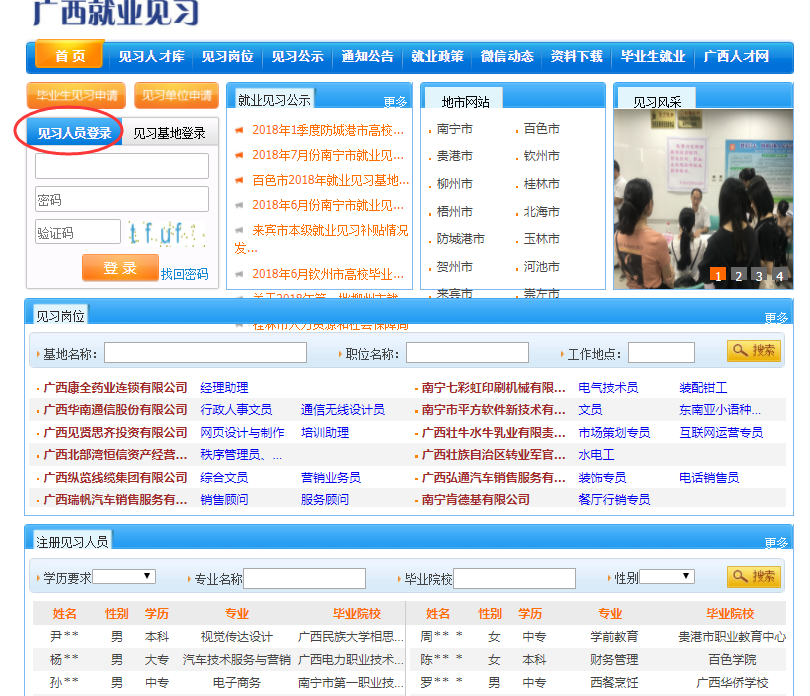 广西就业见习
首 页 见习人才库 见习岗位 见习公示 通知公告 就业政策 微信动态 资料下载 毕业生就业 广西人才网
毕业生见习申请 见习单位申请
见习人员登录 见习基地登录
密码
验证码
登 录 找回密码
就业见习公示 更多
2018年1季度防城港市高校...
2018年7月份南宁市就业见...
百色市2018年就业见习基地...
2018年6月份南宁市就业见...
来宾市本级就业见习补贴情况
发...
2018年6月钦州市高校毕业...
地市网站
南宁市 百色市
贵港市 钦州市
柳州市 桂林市
梧州市 北海市
防城港市 玉林市
贺州市 河池市
来宾市 崇左市
见习风采
1 2 3 4
见习岗位 更多
桂林市人力资源和社会保障局
基地名称： 职位名称： 工作地点： 搜索
广西康全药业连锁有限公司 经理助理 南宁七彩虹印刷机械有限... 电气技术员 装配钳工
广西华南通信股份有限公司 行政人事文员 通信无线设计员 南宁市平方软件新技术有... 文员 东南亚小语种...
广西见贤思齐投资有限公司 网页设计与制作 培训助理 广西壮牛水牛乳业有限责... 市场策划专员 互联网运营专员
广西北部湾恒信资产经营... 秩序管理员、... 广西壮族自治区转业军官... 水电工
广西纵览线缆集团有限公司 综合文员 营销业务员 广西弘通汽车销售服务有... 装饰专员 电话销售员
广西瑞帆汽车销售服务有... 销售顾问 服务顾问 南宁肯德基有限公司 餐厅行销专员
注册见习人员 更多
学历要求 专业名称 毕业院校 性别 搜索
姓名 性别 学历 专业 毕业院校 姓名 性别 学历 专业 毕业院校
尹** 男 本科 视觉传达设计 广西民族大学相思... 周** * 女 中专 学前教育 贵港市职业教育中心
杨** 男 大专 汽车技术服务与营销 广西电力职业技术... 陈** * 女 本科 财务管理 百色学院
孙** 男 中专 电子商务 南宁市第一职业技... 罗** * 男 中专 西餐烹饪 广西华侨学校